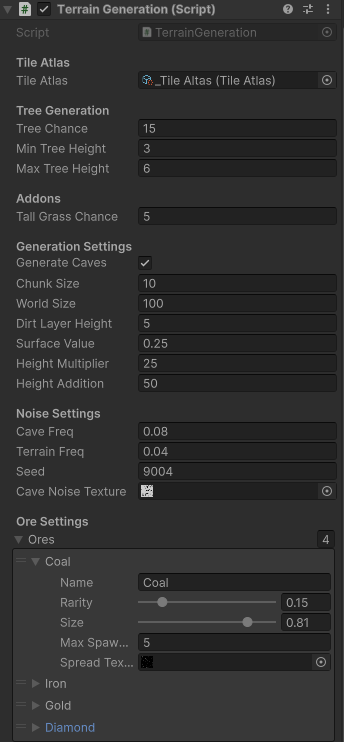 Terrain Generation (Script)
Script TerrainGeneration
Tile Atlas
Tile Atlas _Tile Altas (Tile Atlas)
Tree Generation
Tree Chance 15
Min Tree Height 3
Max Tree Height 6
Addons
Tall Grass Chance 5
Generation Settings
Generate Caves
Chunk Size 10
World Size 100
Dirt Layer Height 5
Surface Value 0.25
Height Multiplier 25
Height Addition 50
Noise Settings
Cave Freq 0.08
Terrain Freq 0.04
Seed 9004
Cave Noise Texture
Ore Settings
Ores 4
Coal
Name Coal
Rarity 0.15
Size 0.81
Max Spaw... 5
Spread Tex...
Iron
Gold
Diamond